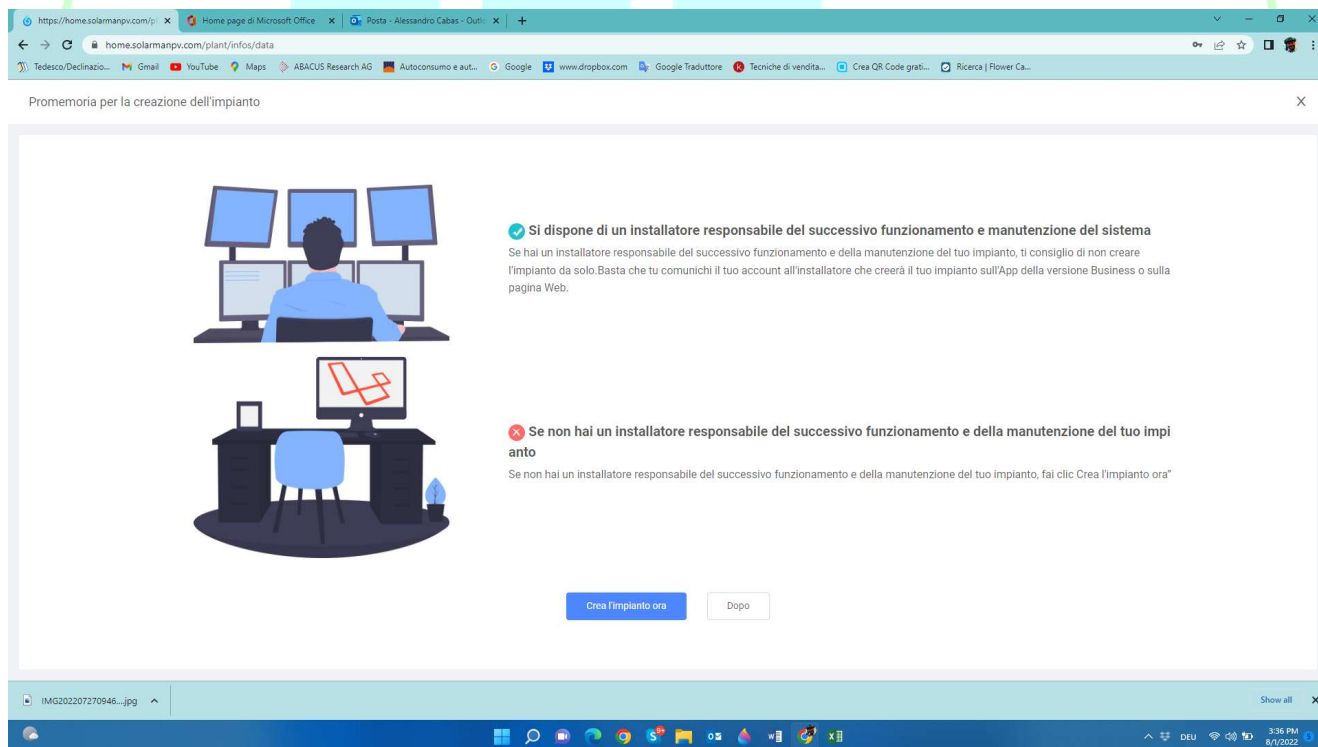 https://home.solarmanpv.com/pl
Home page di Microsoft Office
Posta - Alessandro Cabas - Outlo
home.solarmanpv.com/plant/infos/data
Tedesco/Declinazio... Gmail YouTube Maps ABACUS Research AG Autoconsumo e aut... Google www.dropbox.com Google Traduttore Tecniche di vendita... Crea QR Code grati... Ricerca | Flower Ca...
Promemoria per la creazione dell'impianto
Si dispone di un installatore responsabile del successivo funzionamento e manutenzione del sistema
Se hai un installatore responsabile del successivo funzionamento e della manutenzione del tuo impianto, ti consiglio di non creare
l'impianto da solo.Basta che tu comunichi il tuo account all'installatore che creerà il tuo impianto sull'App della versione Business o sulla
pagina Web.
Se non hai un installatore responsabile del successivo funzionamento e della manutenzione del tuo impi
anto
Se non hai un installatore responsabile del successivo funzionamento e della manutenzione del tuo impianto, fai clic Crea l'impianto ora"
Crea l'impianto ora
Dopo
IMG202207270946....jpg
Show all
DEU
3:36 PM
8/1/2022